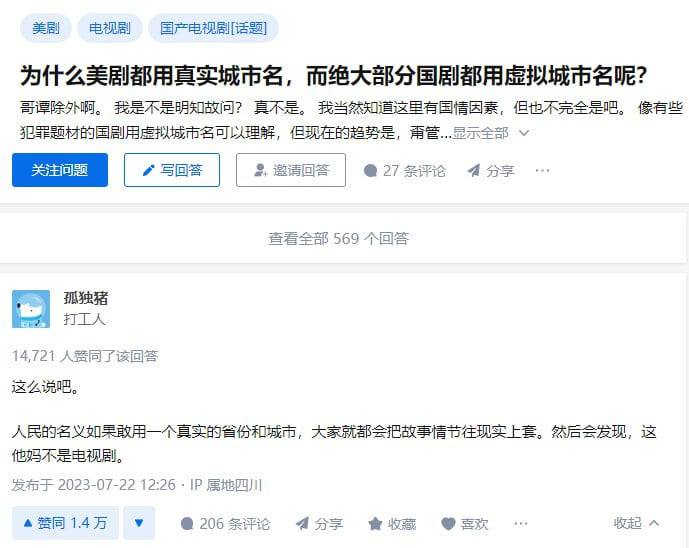 美剧 电视剧 国产电视剧[话题]
为什么美剧都用真实城市名，而绝大部分国剧都用虚拟城市名呢？
哥谭除外啊。 我是不是明知故问？ 真不是。 我当然知道这里有国情因素，但也不完全是吧。 像有些
犯罪题材的国剧用虚拟城市名可以理解，但现在的趋势是，甭管...显示全部
关注问题 写回答 邀请回答 27 条评论 分享 ···
查看全部 569 个回答
孤独猪
打工人
14,721 人赞同了该回答
这么说吧。
人民的名义如果敢用一个真实的省份和城市，大家就都会把故事情节往现实上套。然后会发现，这
他妈不是电视剧。
发布于 2023-07-22 12:26 · IP 属地四川
赞同 1.4 万 206 条评论 分享 收藏 喜欢 ··· 收起